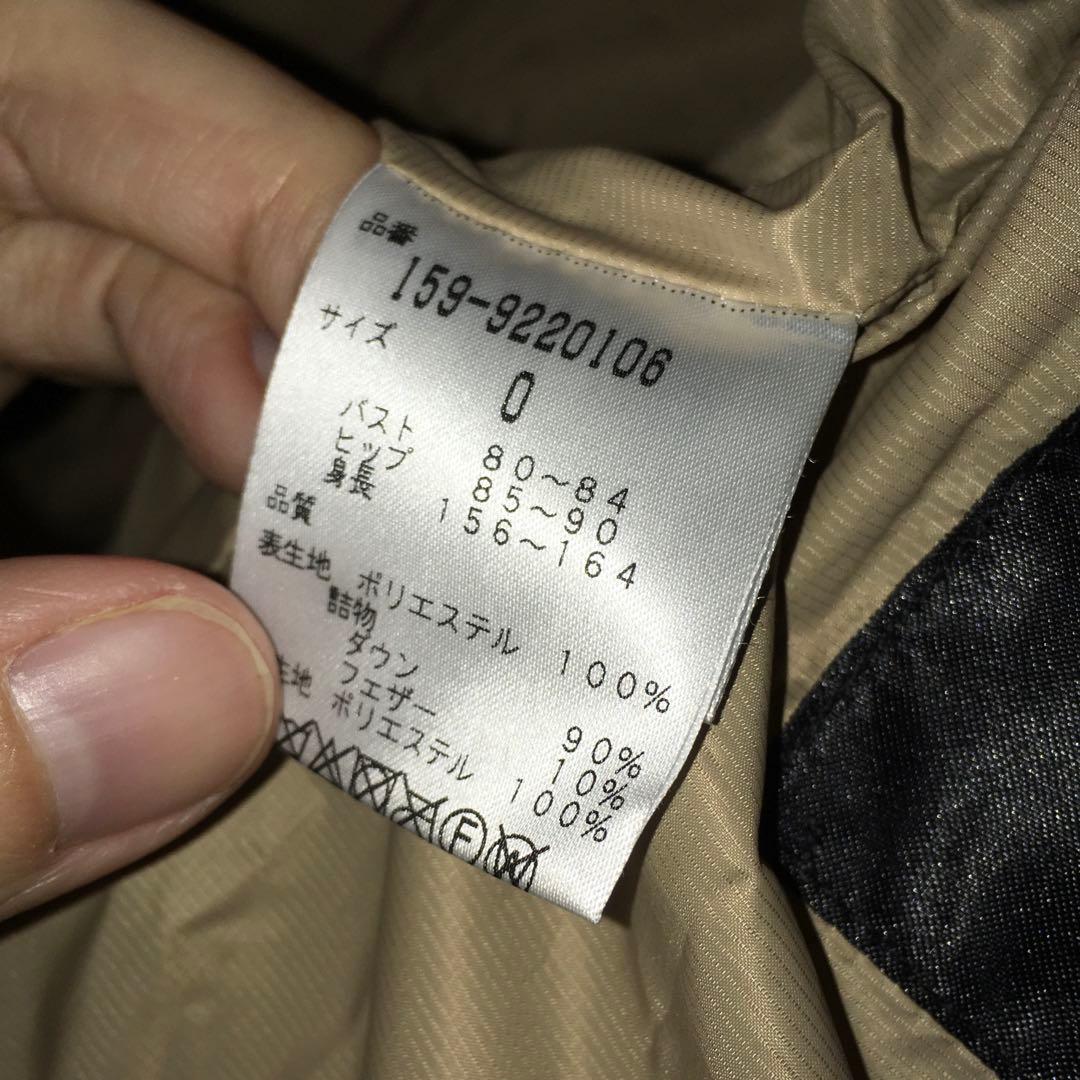 品番
159-9220106
サイズ
0
バスト 80～84
ヒップ 85～90
身長 156～164
品質
表生地 ポリエステル 100%
詰物
ダウン 90%
フェザー 10%
生地 ポリエステル 100%
F
W